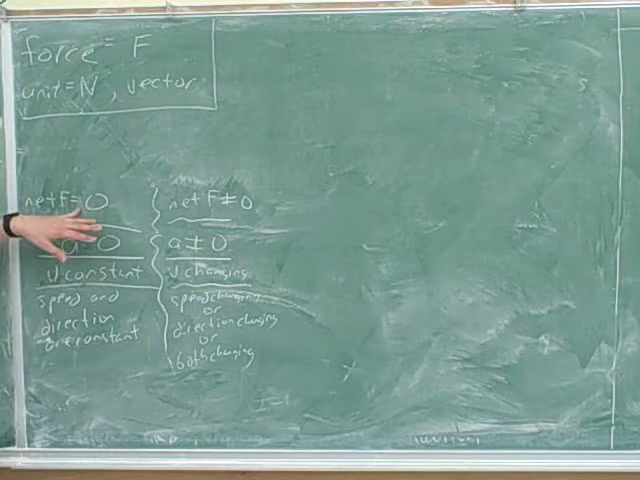 force = F
unit = N, vector
net F = 0
a = 0
v constant
speed and
direction
are constant
net F ≠ 0
a ≠ 0
v changing
speed changing
or
direction changing
or
both changing